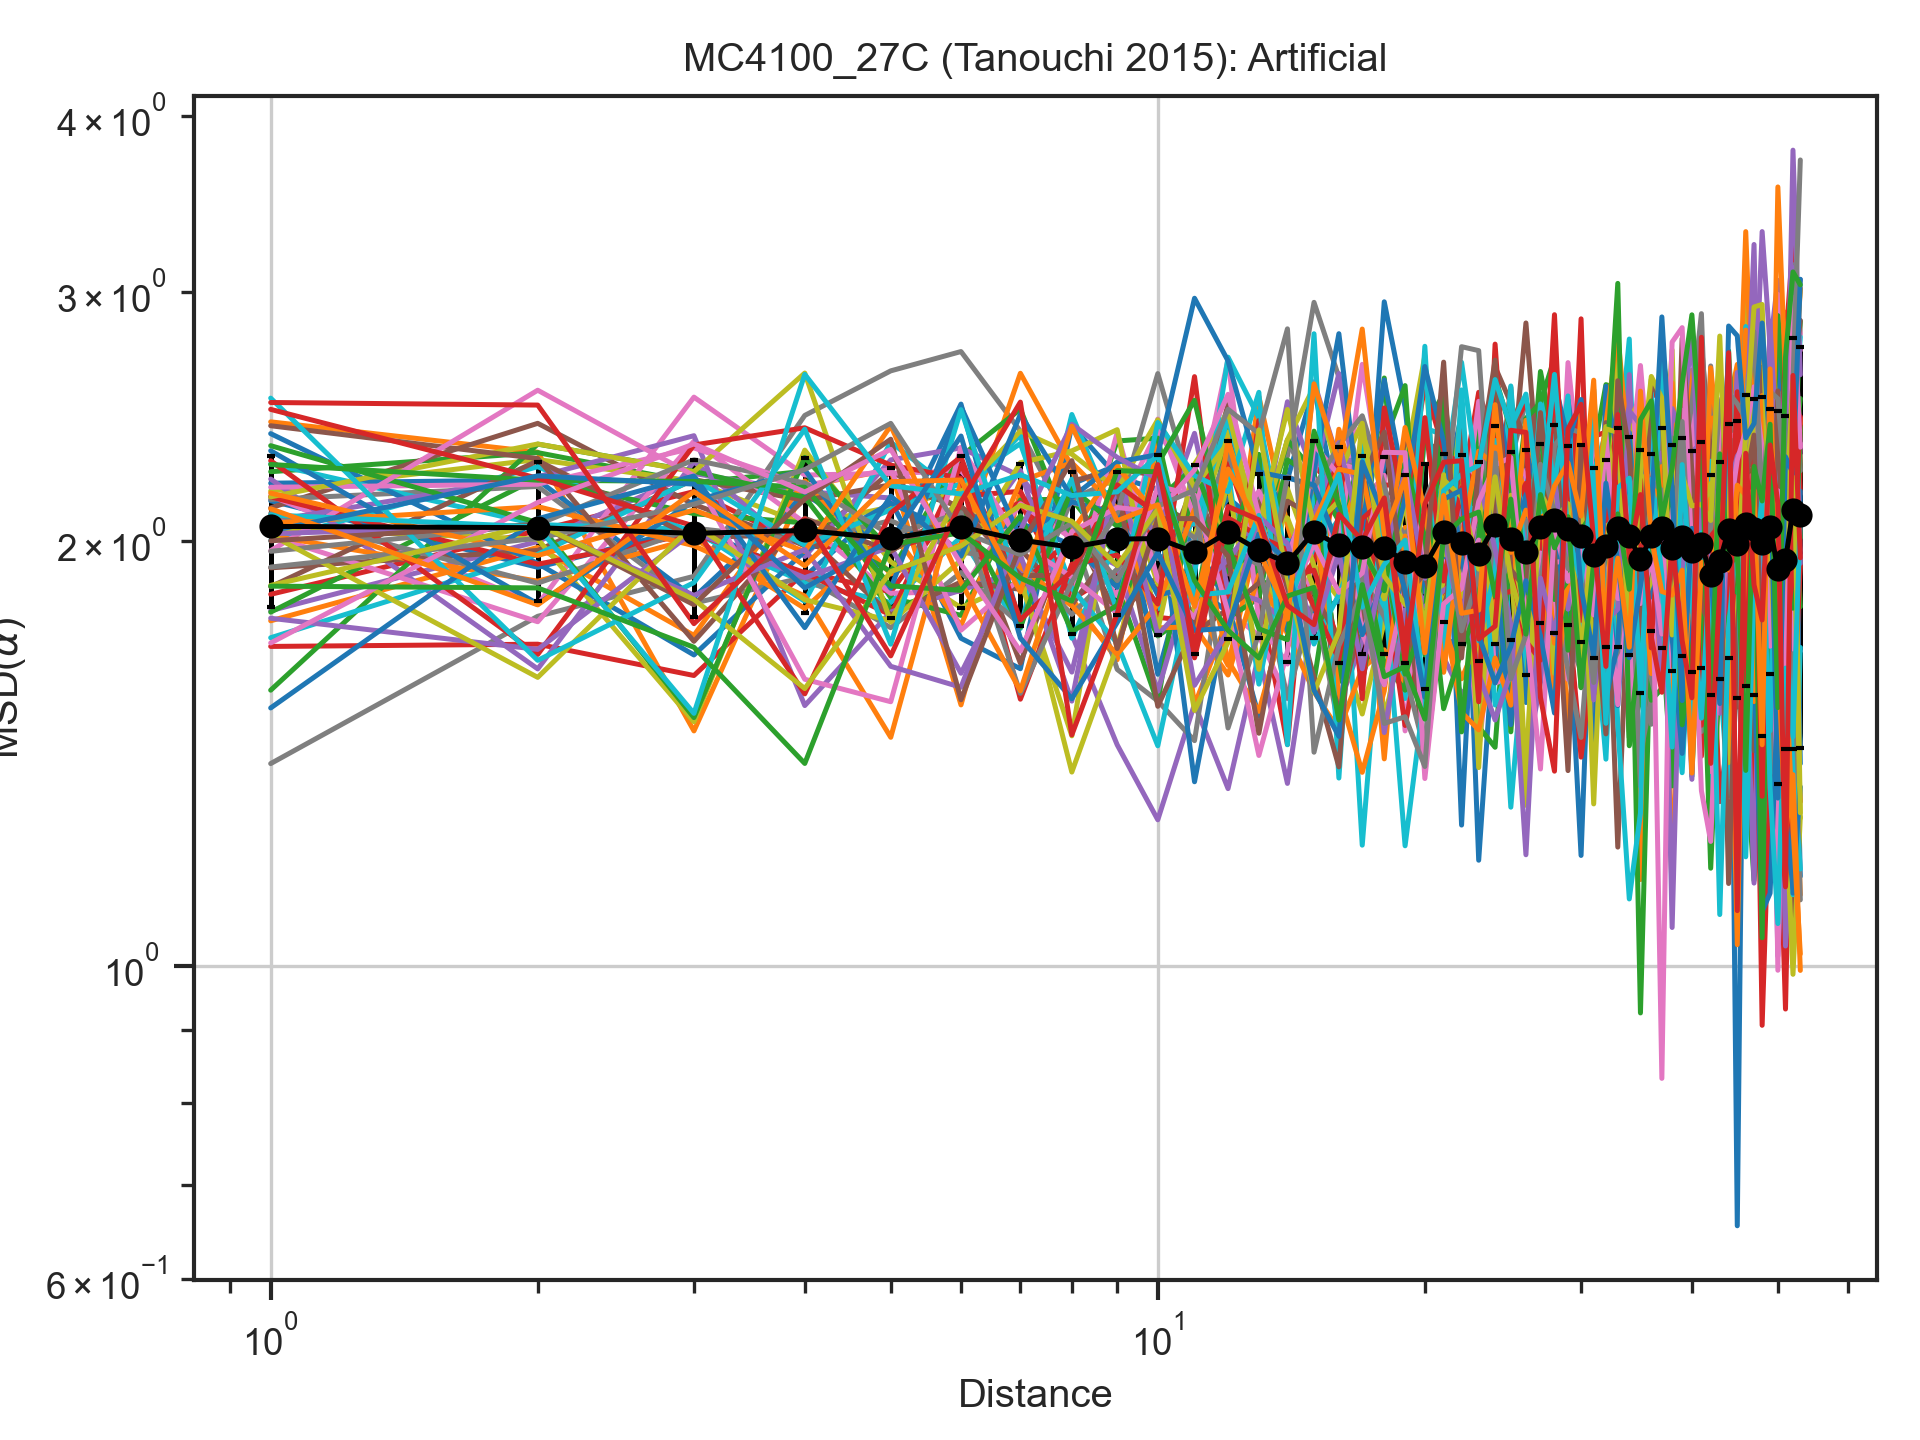 MC4100_27C (Tanouchi 2015): Artificial
4 × 10⁰
3 × 10⁰
2 × 10⁰
10⁰
6 × 10⁻¹
MSD(α)
10⁰ 10¹
Distance